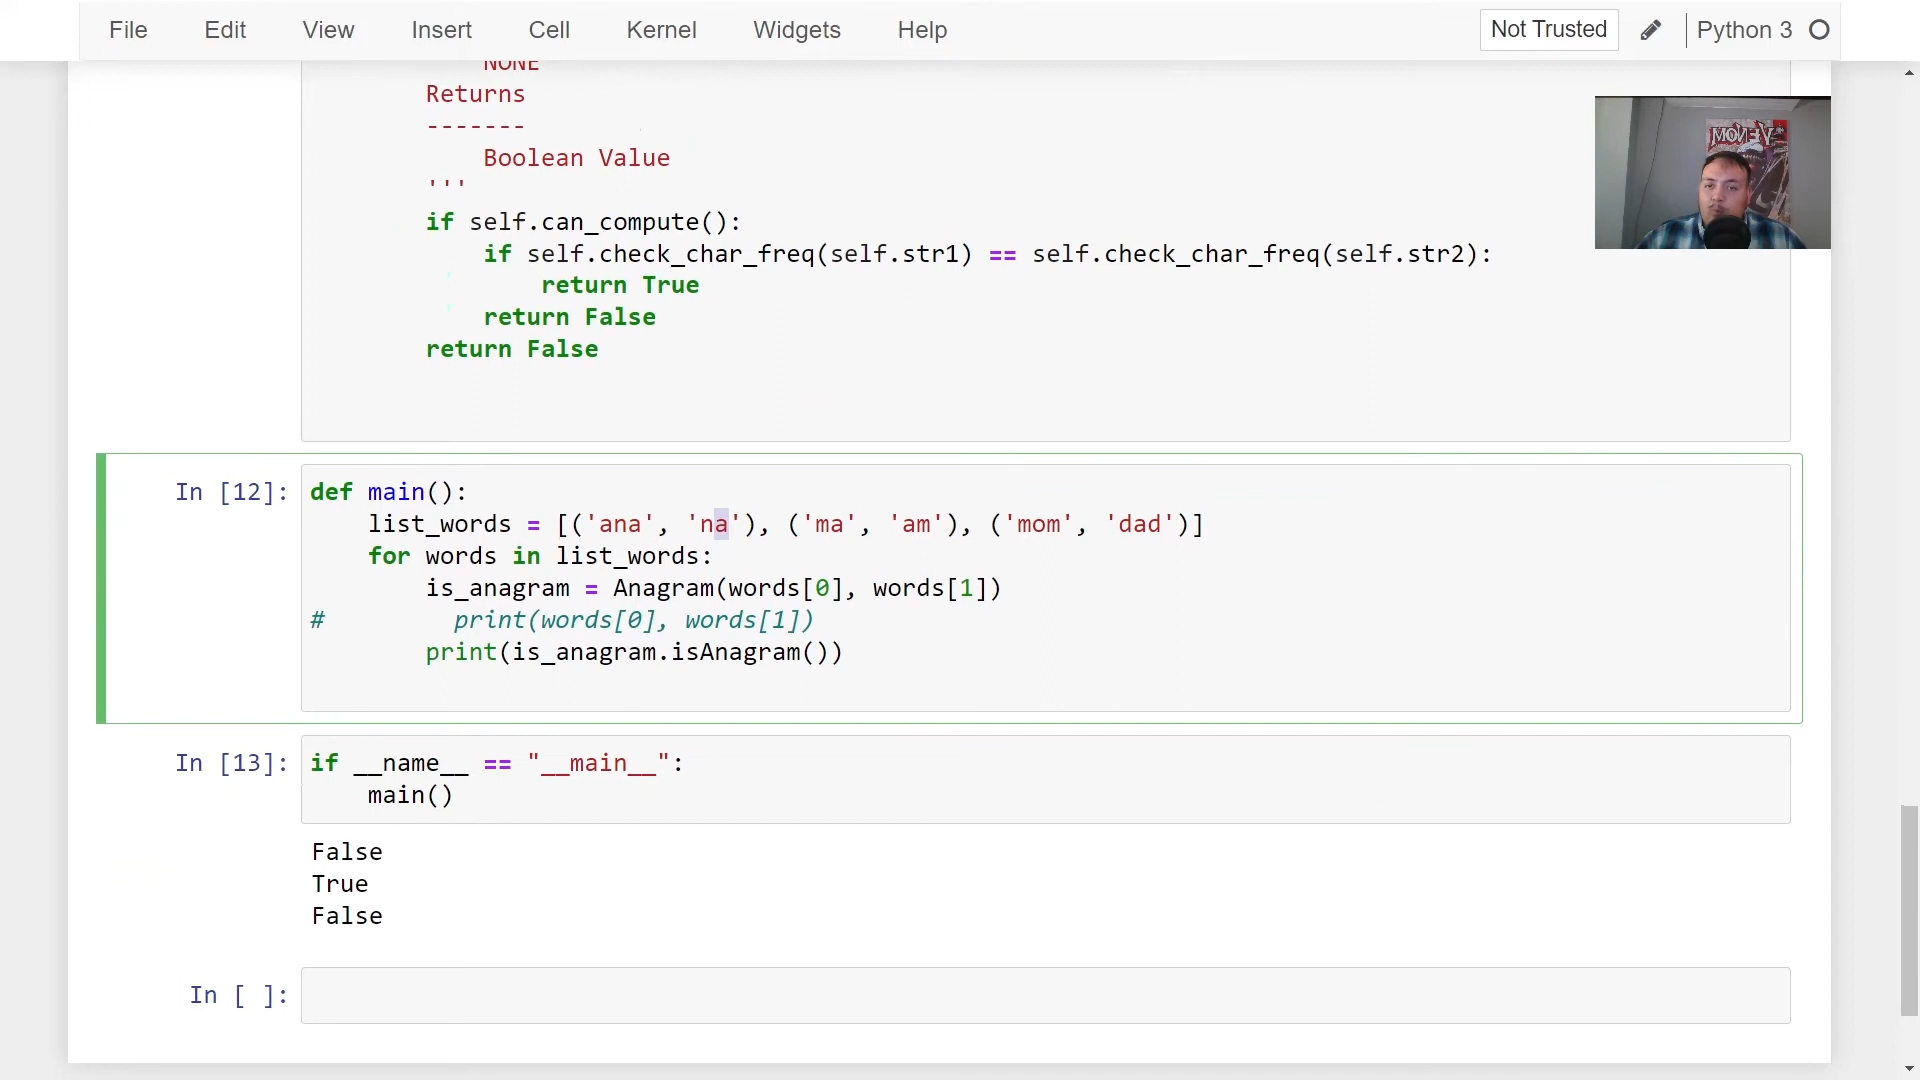 File Edit View Insert Cell Kernel Widgets Help Not Trusted Python 3
NONE
Returns
-------
Boolean Value
'''
if self.can_compute():
if self.check_char_freq(self.str1) == self.check_char_freq(self.str2):
return True
return False
return False
In [12]: def main():
list_words = [('ana', 'na'), ('ma', 'am'), ('mom', 'dad')]
for words in list_words:
is_anagram = Anagram(words[0], words[1])
# print(words[0], words[1])
print(is_anagram.isAnagram())
In [13]: if __name__ == "__main__":
main()
False
True
False
In [ ]: